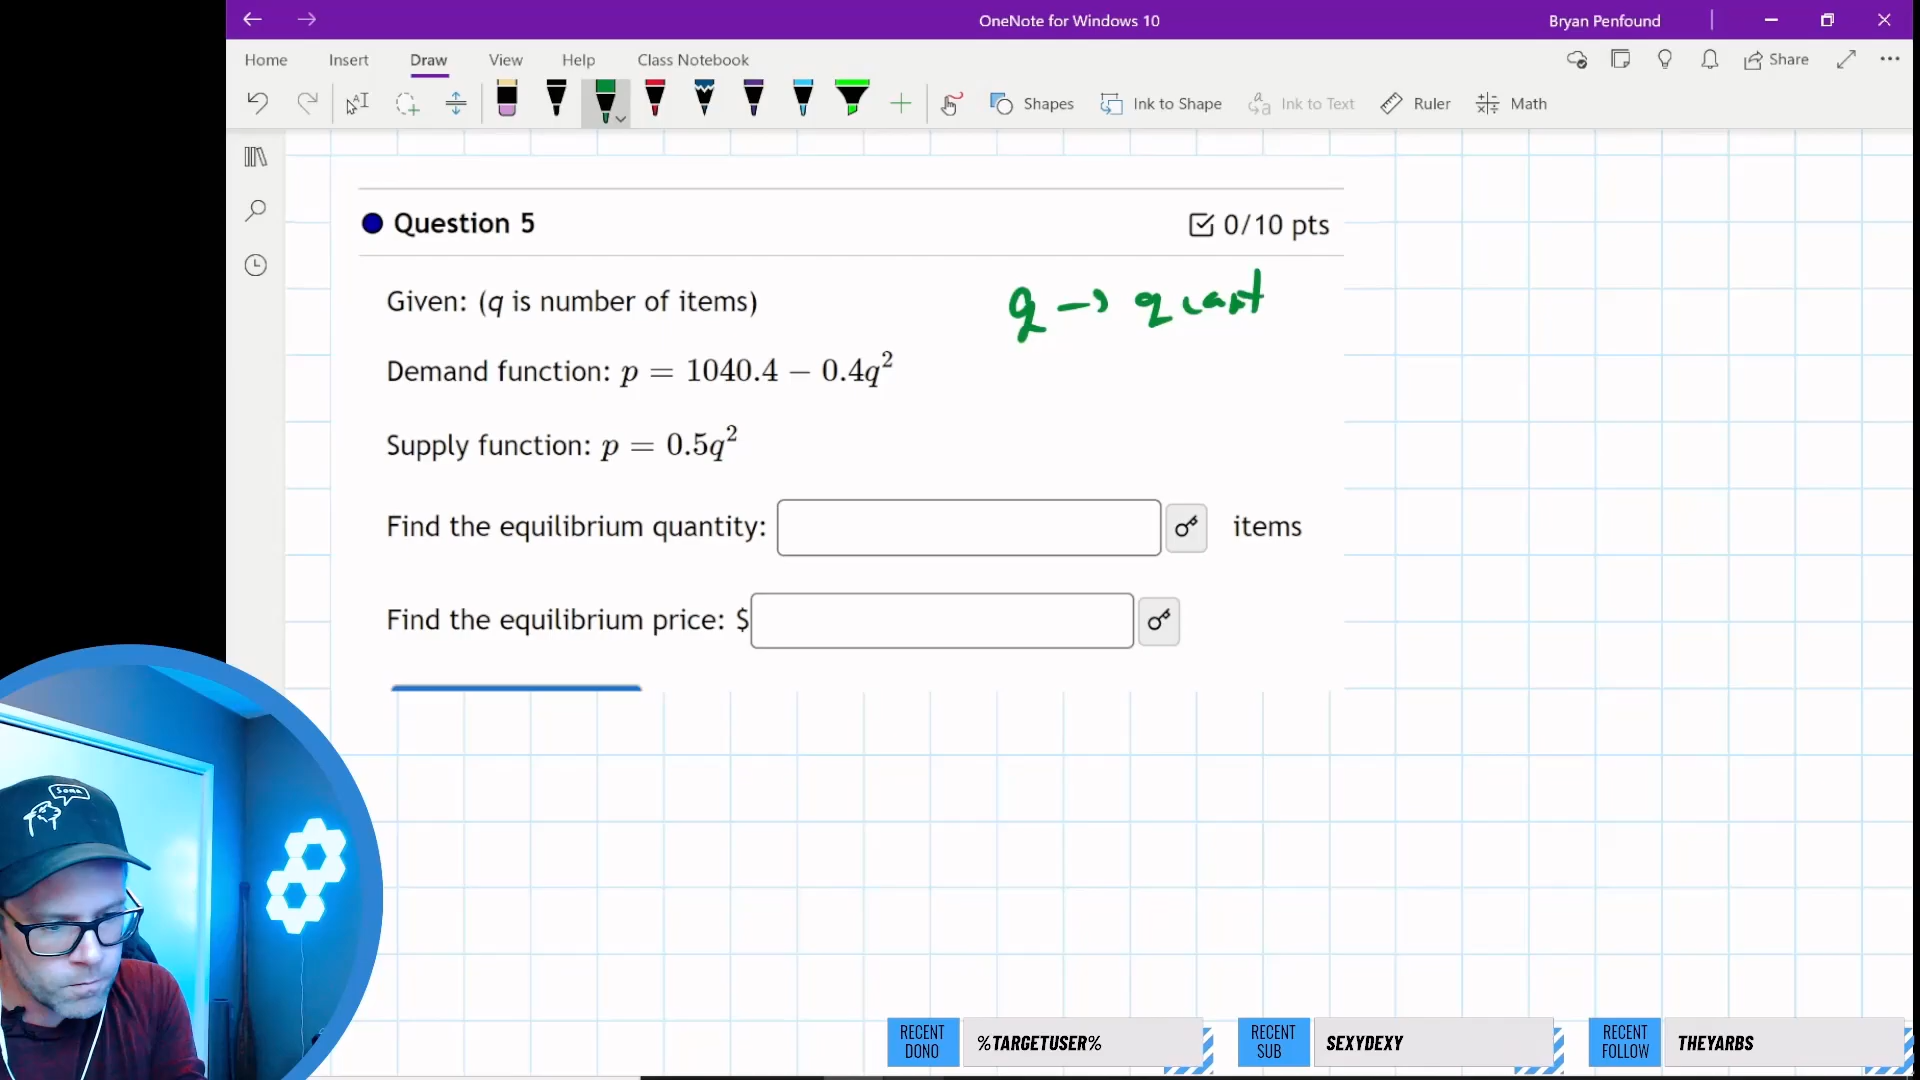 OneNote for Windows 10
Bryan Penfound
Home Insert Draw View Help Class Notebook
Share
Shapes Ink to Shape Ink to Text Ruler Math
Question 5
0/10 pts
Given: (q is number of items)
q → quant
Demand function: p = 1040.4 − 0.4q²
Supply function: p = 0.5q²
Find the equilibrium quantity: items
Find the equilibrium price: $
RECENT DONO %TARGETUSER%
RECENT SUB SEXYDEXY
RECENT FOLLOW THEYARBS